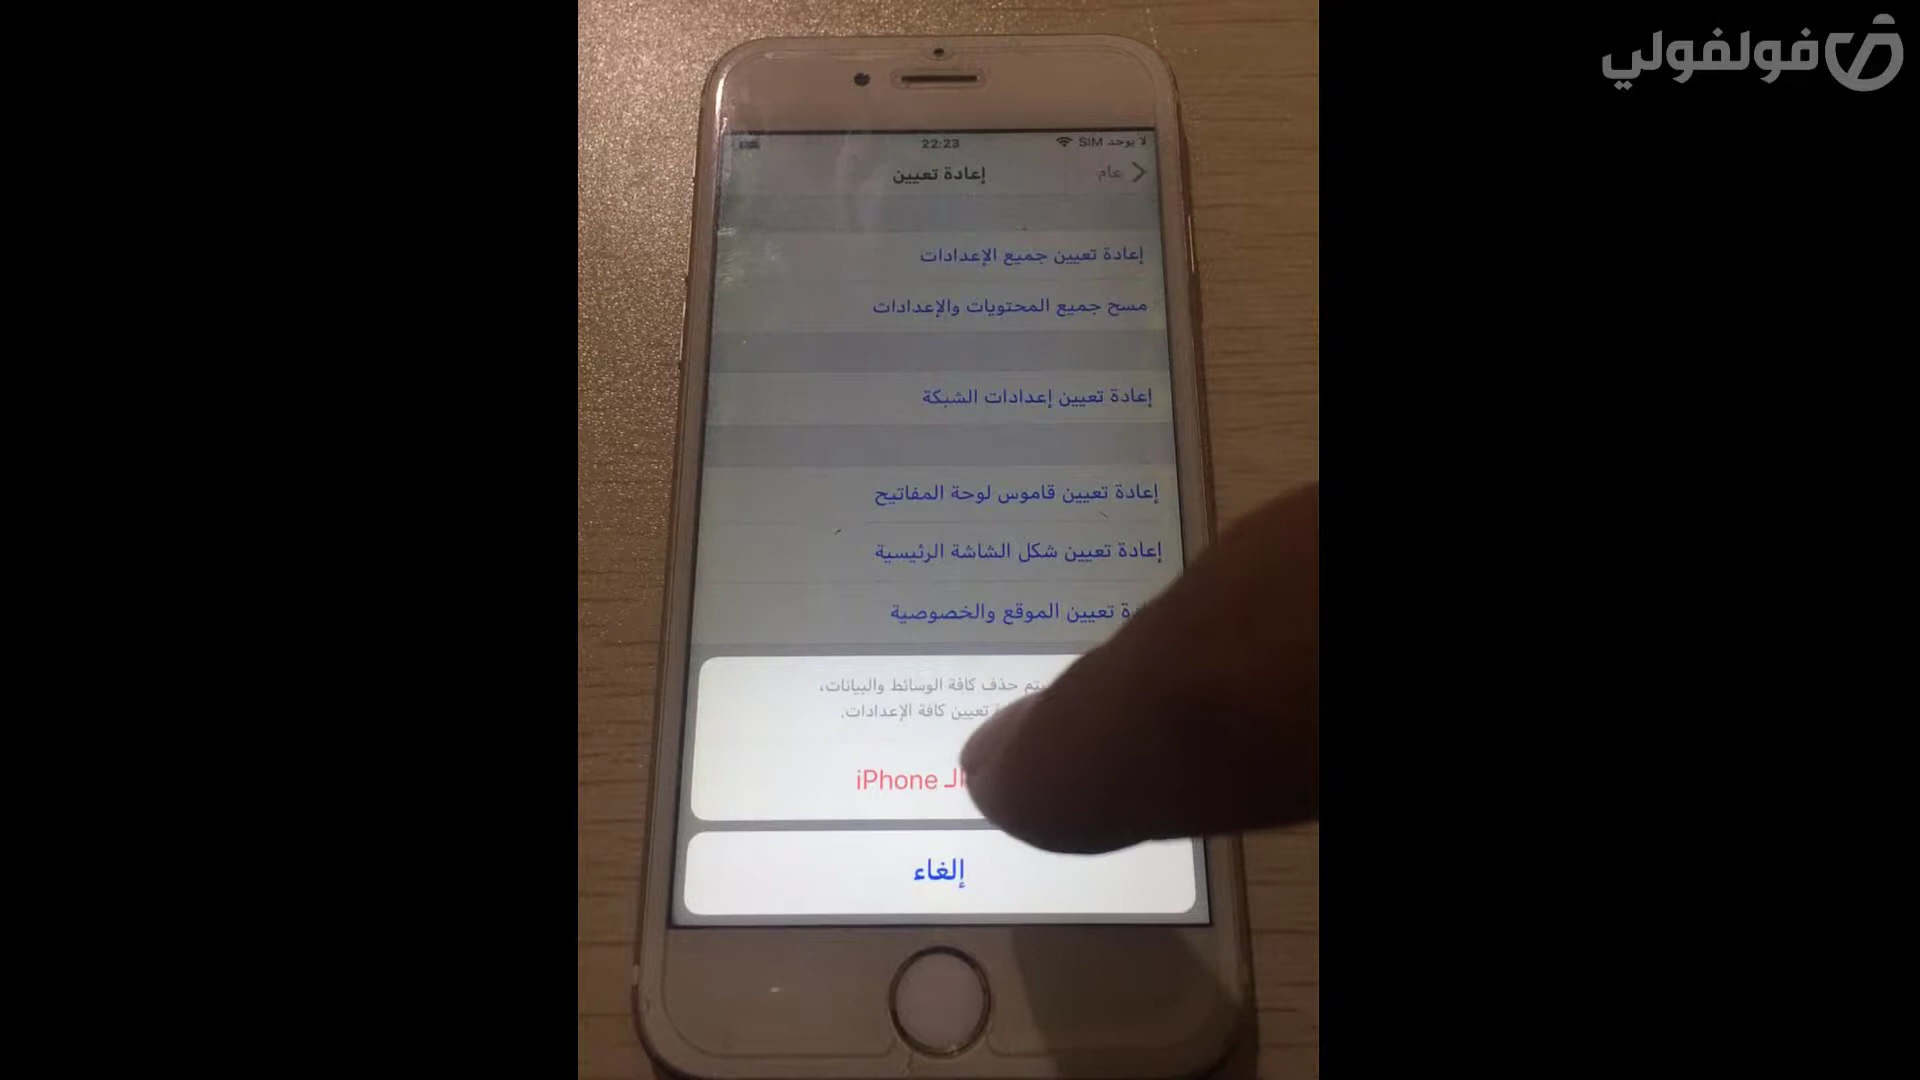 فولفولي
لا يوجد SIM
22:23
عام
إعادة تعيين
إعادة تعيين جميع الإعدادات
مسح جميع المحتويات والإعدادات
إعادة تعيين إعدادات الشبكة
إعادة تعيين قاموس لوحة المفاتيح
إعادة تعيين شكل الشاشة الرئيسية
تعيين الموقع والخصوصية
حذف كافة الوسائط والبيانات،
تعيين كافة الإعدادات.
الـ iPhone
إلغاء